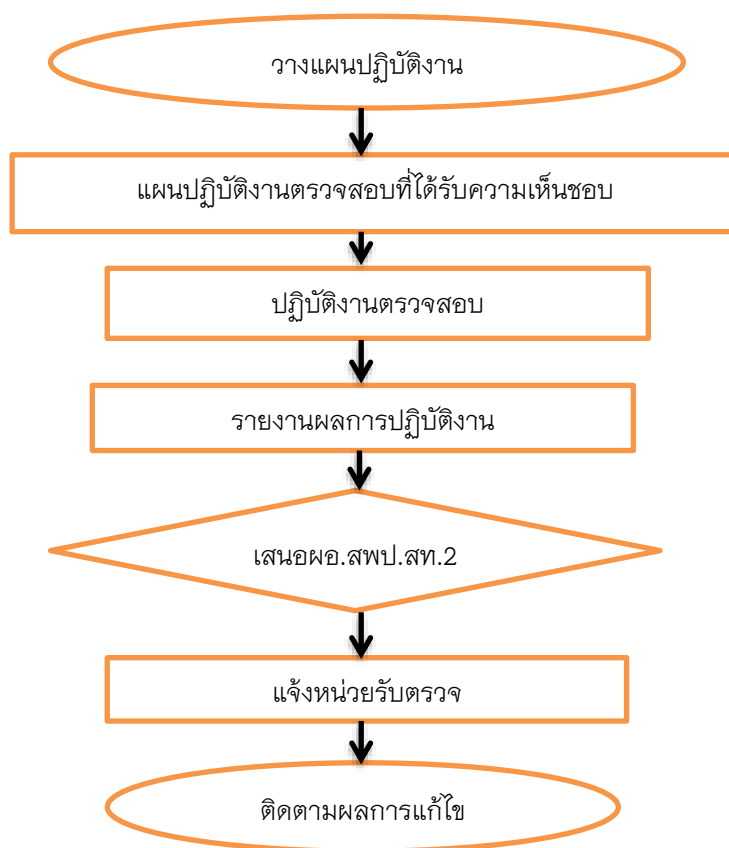 วางแผนปฏิบัติงาน
แผนปฏิบัติงานตรวจสอบที่ได้รับความเห็นชอบ
ปฏิบัติงานตรวจสอบ
รายงานผลการปฏิบัติงาน
เสนอผอ.สพป.สท.2
แจ้งหน่วยรับตรวจ
ติดตามผลการแก้ไข